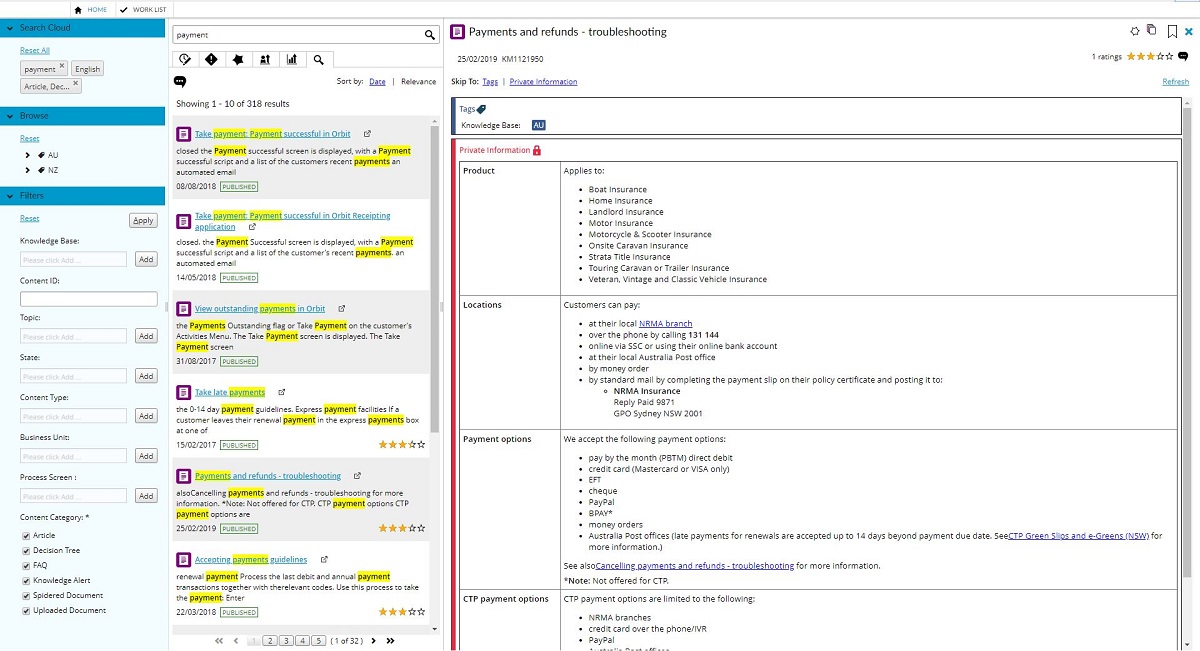 HOME
WORK LIST
Search Cloud
Reset All
payment ×
English
Article, Dec... ×
Browse
Reset
AU
NZ
Filters
Reset
Apply
Knowledge Base:
Please click Add ...
Add
Content ID:
Topic:
Please click Add ...
Add
State:
Please click Add ...
Add
Content Type:
Please click Add ...
Add
Business Unit:
Please click Add ...
Add
Process Screen :
Please click Add ...
Add
Content Category: *
Article
Decision Tree
FAQ
Knowledge Alert
Spidered Document
Uploaded Document
payment
Sort by: Date | Relevance
Showing 1 - 10 of 318 results
Take payment: Payment successful in Orbit
closed the Payment successful screen is displayed, with a Payment
successful script and a list of the customers recent payments an
automated email
08/08/2018 PUBLISHED
Take payment: Payment successful in Orbit Receipting
application
closed. the Payment Successful screen is displayed, with a Payment
successful script and a list of the customer's recent payments. an
automated email
14/05/2018 PUBLISHED
View outstanding payments in Orbit
the Payments Outstanding flag or Take Payment on the customer's
Activities Menu. The Take Payment screen is displayed. The Take
Payment screen
31/08/2017 PUBLISHED
Take late payments
the 0-14 day payment guidelines. Express payment facilities If a
customer leaves their renewal payment in the express payments box
at one of
15/02/2017 PUBLISHED
Payments and refunds - troubleshooting
alsoCancelling payments and refunds - troubleshooting for more
information. *Note: Not offered for CTP. CTP payment options CTP
payment options are
25/02/2019 PUBLISHED
Accepting payments guidelines
renewal payment Process the last debit and annual payment
transactions together with therelevant codes. Use this process to take
the payment: Enter
22/03/2018 PUBLISHED
1 2 3 4 5 ( 1 of 32 )
Payments and refunds - troubleshooting
25/02/2019 KM1121950
1 ratings
Skip To: Tags | Private Information
Refresh
Tags
Knowledge Base: AU
Private Information
Product
Applies to:
Boat Insurance
Home Insurance
Landlord Insurance
Motor Insurance
Motorcycle & Scooter Insurance
Onsite Caravan Insurance
Strata Title Insurance
Touring Caravan or Trailer Insurance
Veteran, Vintage and Classic Vehicle Insurance
Locations
Customers can pay:
at their local NRMA branch
over the phone by calling 131 144
online via SSC or using their online bank account
at their local Australia Post office
by money order
by standard mail by completing the payment slip on their policy certificate and posting it to:
NRMA Insurance
Reply Paid 9871
GPO Sydney NSW 2001
Payment options
We accept the following payment options:
pay by the month (PBTM) direct debit
credit card (Mastercard or VISA only)
EFT
cheque
PayPal
BPAY*
money orders
Australia Post offices (late payments for renewals are accepted up to 14 days beyond payment due date. SeeCTP Green Slips and e-Greens (NSW) for
more information.)
See alsoCancelling payments and refunds - troubleshooting for more information.
*Note: Not offered for CTP.
CTP payment options
CTP payment options are limited to the following:
NRMA branches
credit card over the phone/IVR
PayPal
Australia Post offices